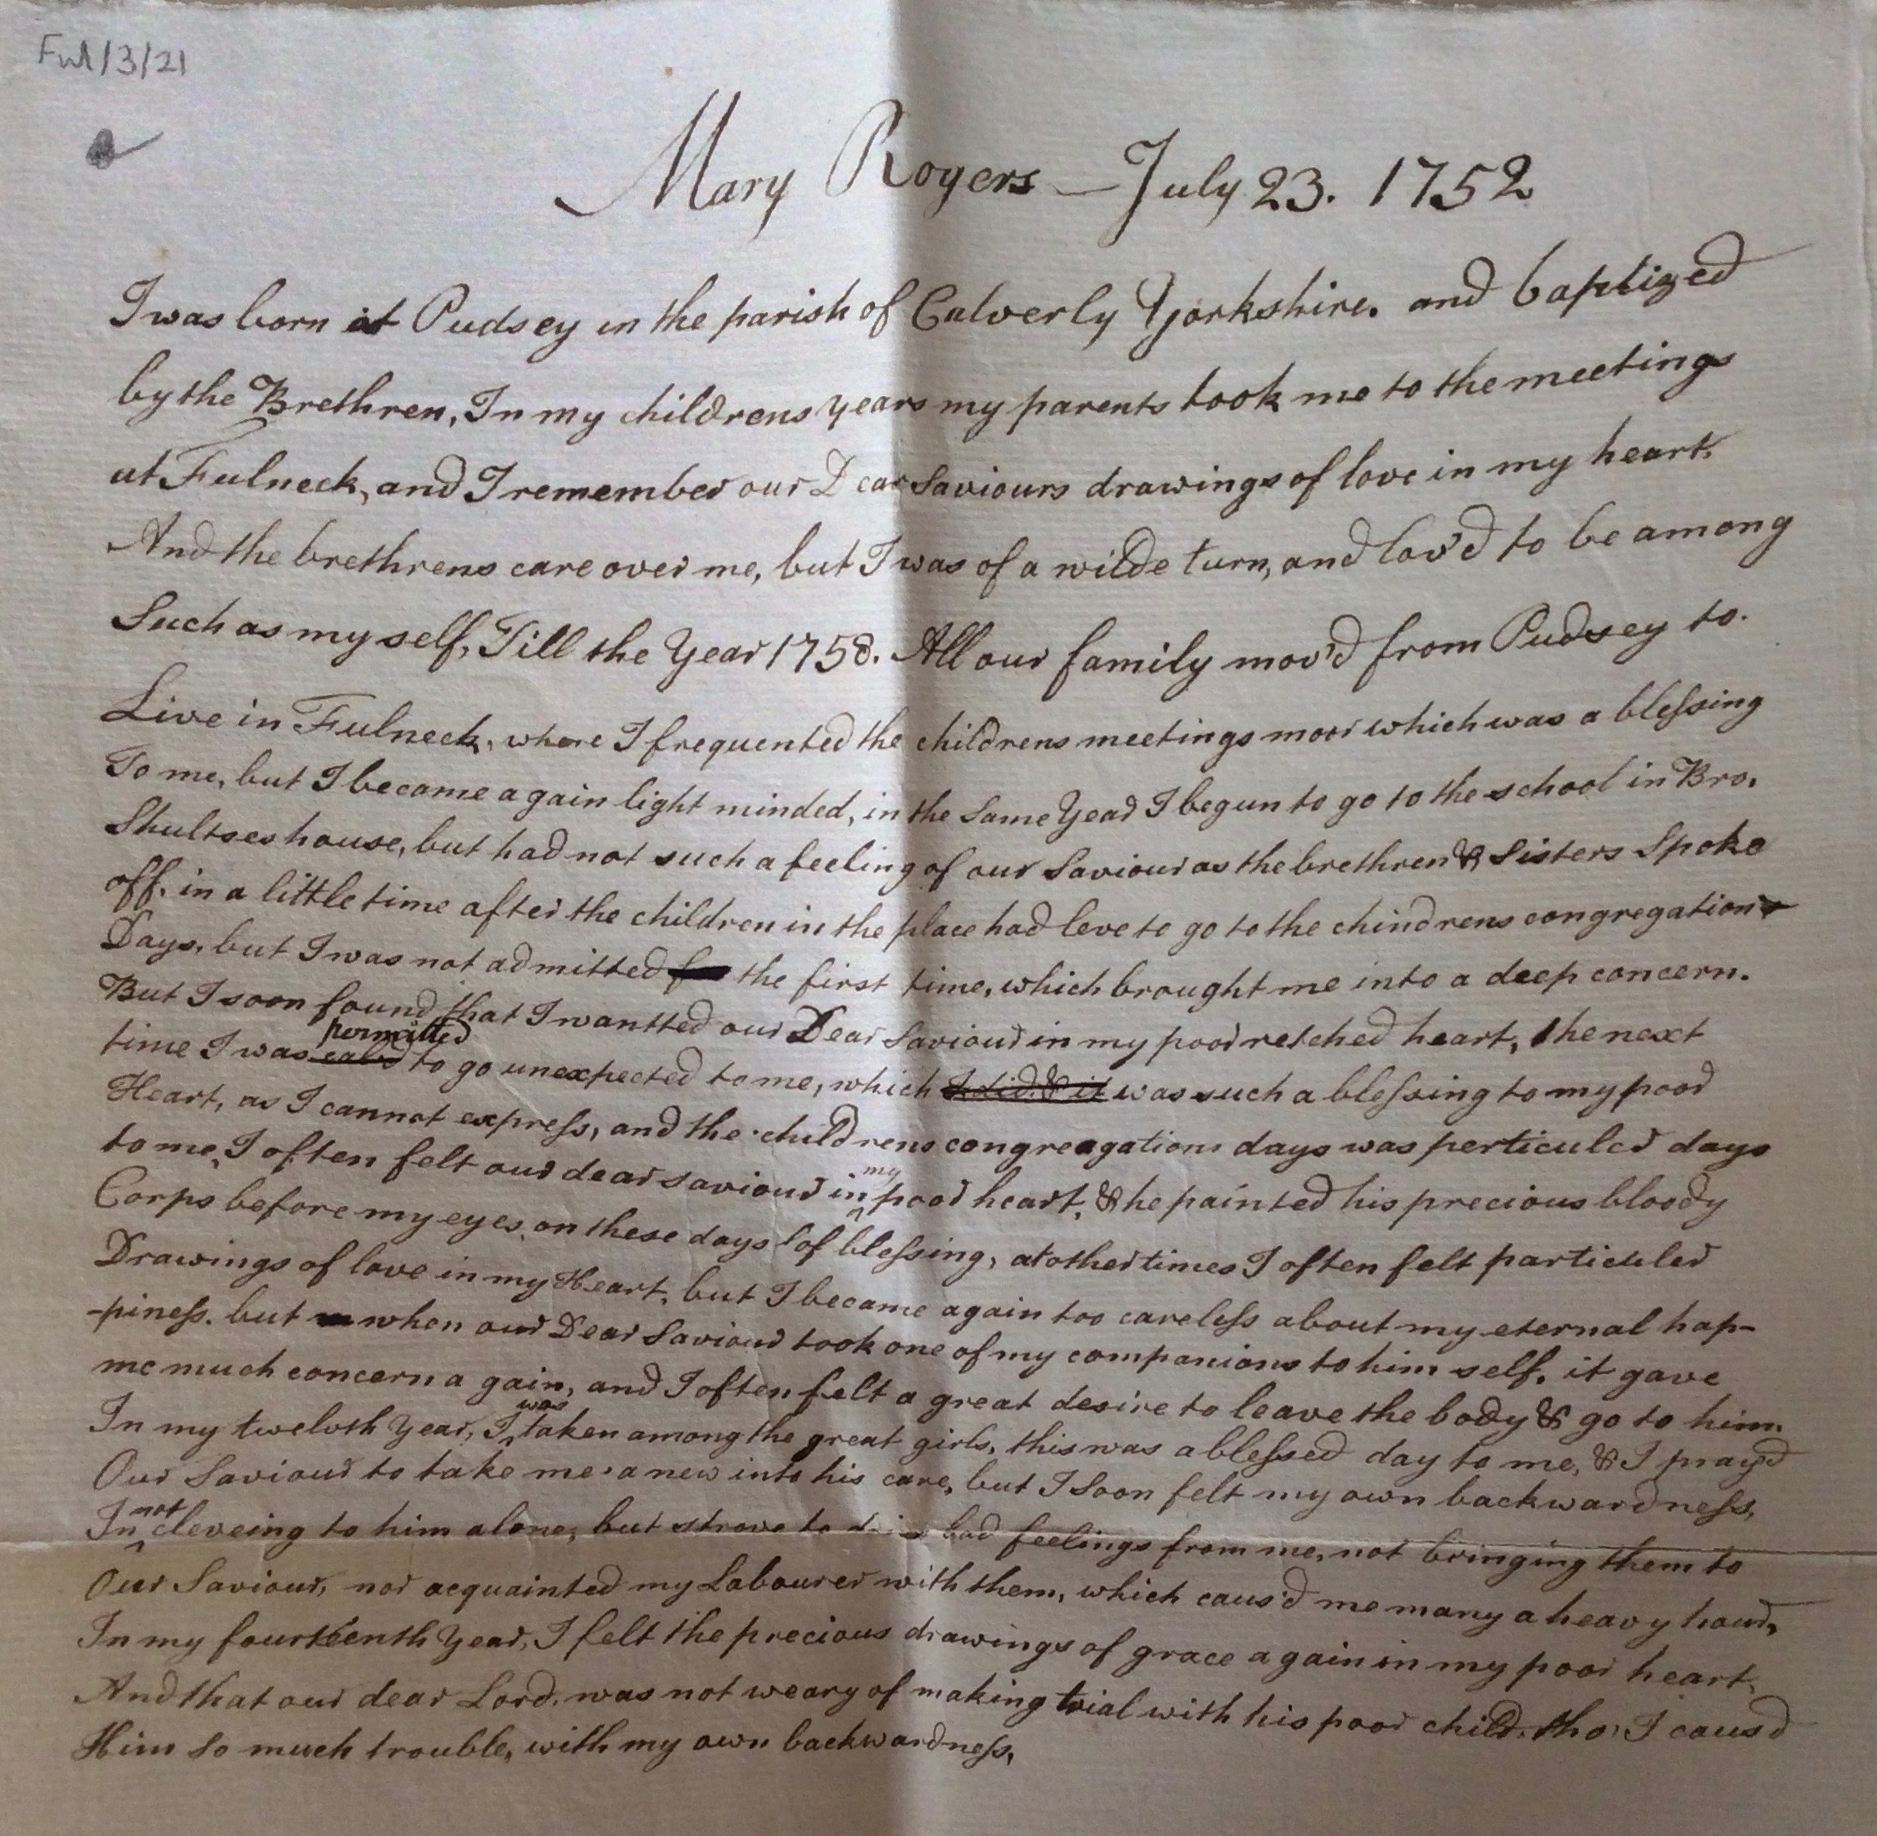 Ful/3/21
Mary Rogers — July 23. 1752
I was born at Pudsey in the parish of Calverly Yorkshire. and baptized
by the Brethren, In my childrens years my parents took me to the meetings
at Fulneck, and I remember our Dear Saviours drawings of love in my heart.
And the brethrens care over me, but I was of a wilde turn, and lov'd to be among
Such as my self, Till the Year 1758. All our family mov'd from Pudsey to.
Live in Fulneck, where I frequented the childrens meetings moor which was a blessing
To me, but I became again light minded, in the Same Year I begun to go to the school in Bro.
Shultses house, but had not such a feeling of our Saviour as the brethren & Sisters Spoke
off. in a little time after the children in the place had leve to go to the chindrens congregation
Days, but I was not admitted the first time, which brought me into a deep concern.
But I soon found that I wantted our Dear Saviour in my poor retched heart, the next
time I was permitted to go unexpected to me, which I did & it was such a blessing to my poor
Heart, as I cannot express, and the childrens congreagations days was perticuler days
to me, I often felt our dear saviour in my poor heart, & he painted his precious bloody
Corps before my eyes, on these days of blessing, at other times I often felt particuler
Drawings of love in my Heart, but I became again too careless about my eternal hap-
-piness. but when our Dear Saviour took one of my companions to him self, it gave
me much concern a gain, and I often felt a great desire to leave the body & go to him.
In my twelvth Year, I was taken among the great girls, this was a blessed day to me, & I pray'd
Our Saviour to take me a new into his care, but I Soon felt my own backwardness,
In not cleveing to him alone, but strove to bad feelings from me, not bringing them to
Our Saviour, nor acquainted my Labourer with them, which caus'd me many a heavy hour,
In my fourteenth Year, I felt the precious drawings of grace again in my poor heart,
And that our dear Lord, was not weary of making trial with his poor child, tho' I caus'd
Him so much trouble, with my own backwardness,